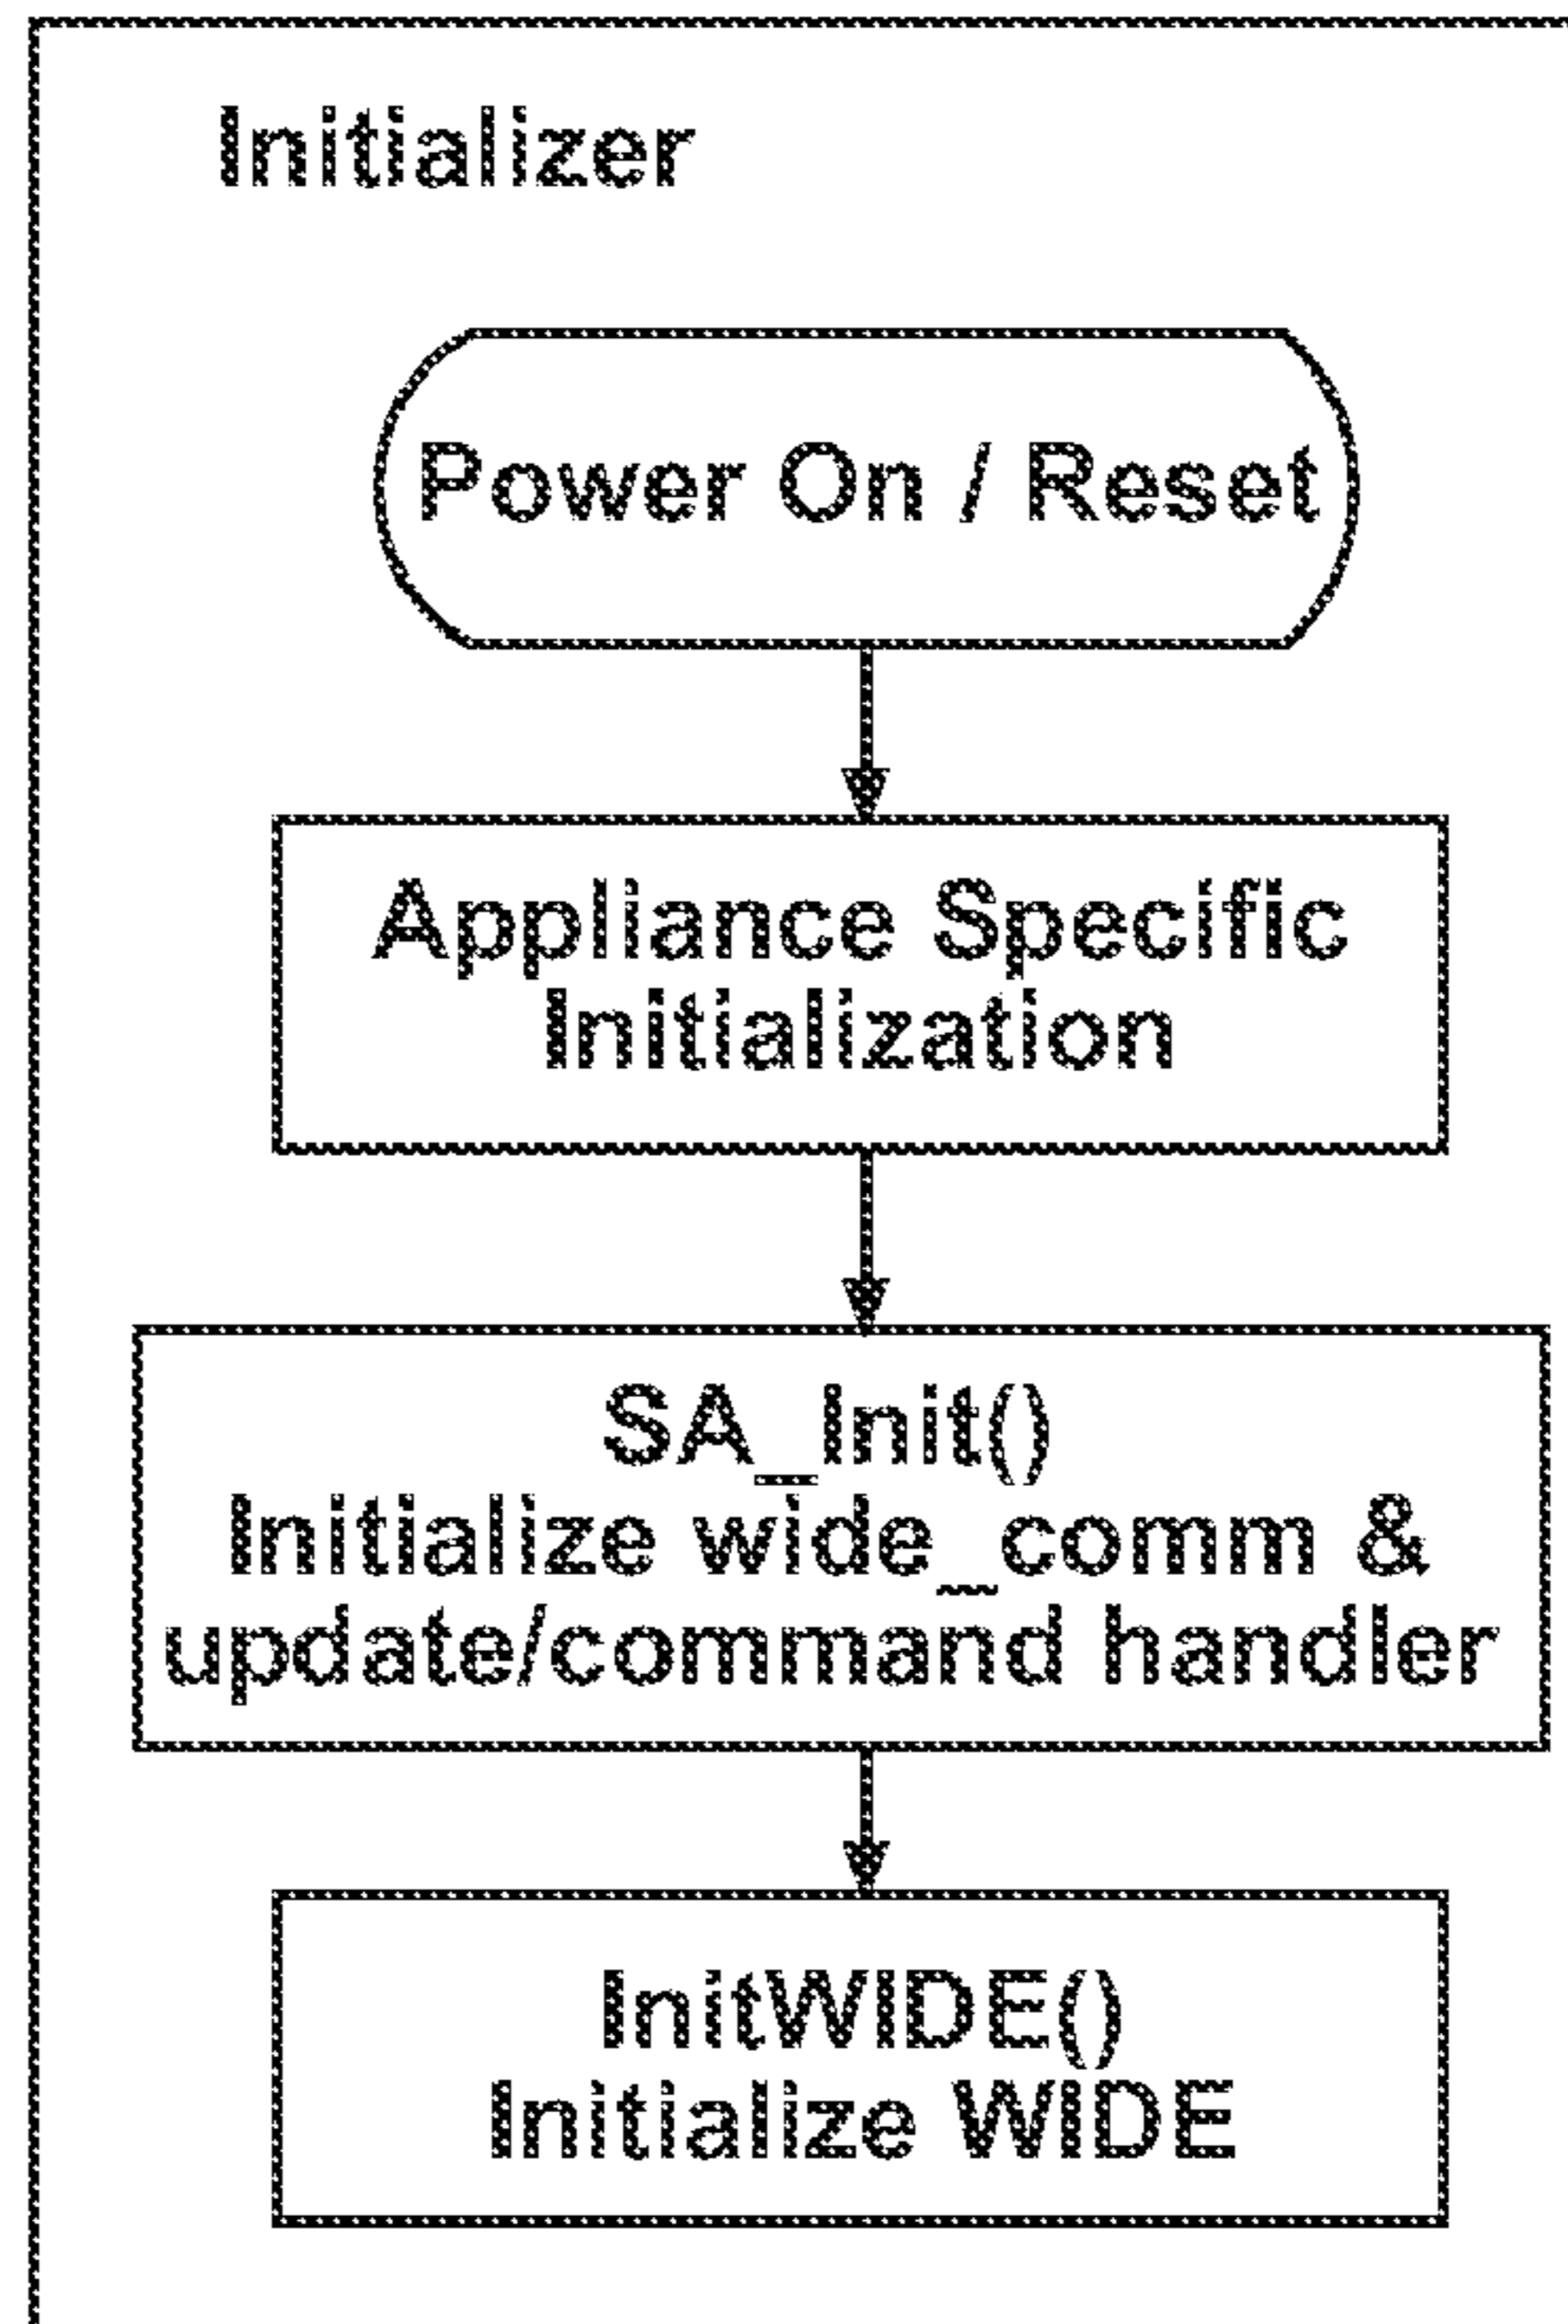 Initializer
Power On / Reset
Appliance Specific
Initialization
SA_Init()
Initialize wide_comm &
update/command handler
InitWIDE()
Initialize WIDE